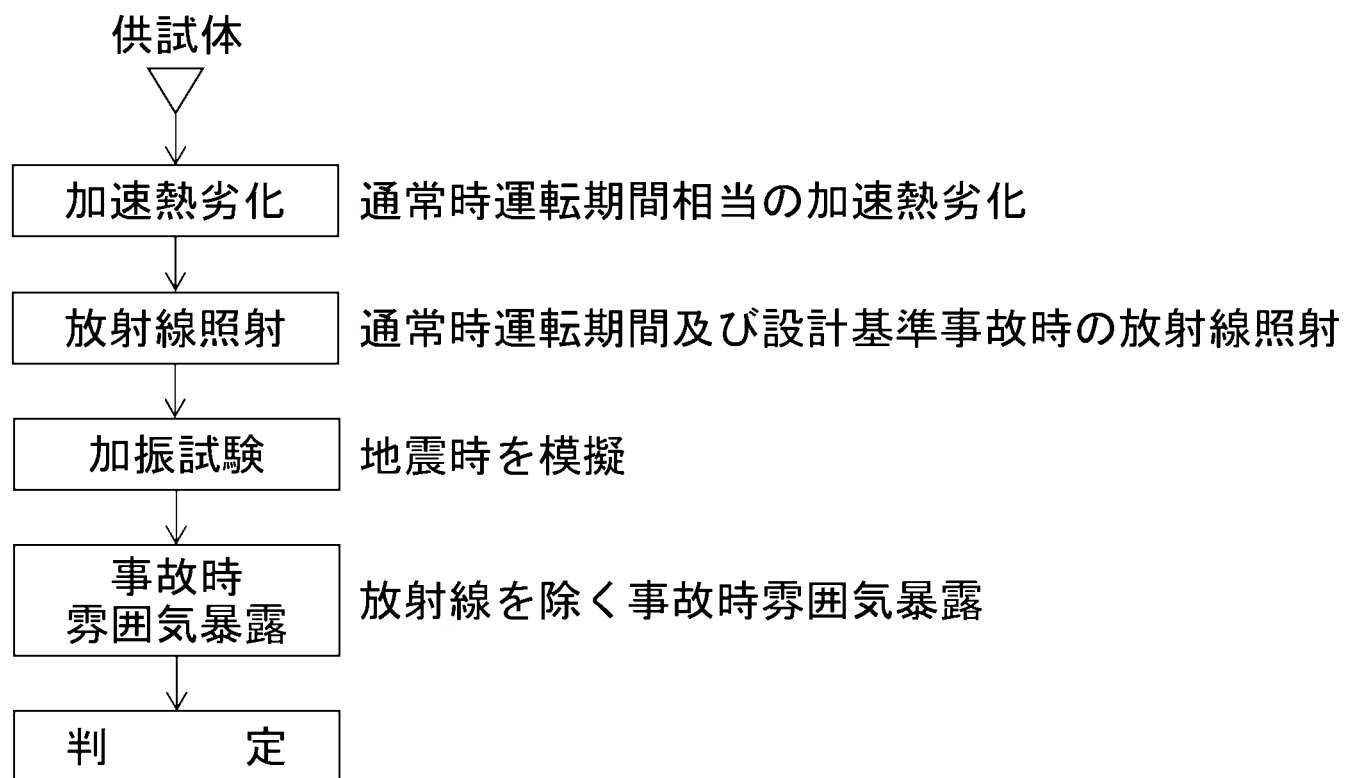 供試体
加速熱劣化 通常時運転期間相当の加速熱劣化
放射線照射 通常時運転期間及び設計基準事故時の放射線照射
加振試験 地震時を模擬
事故時
雰囲気暴露 放射線を除く事故時雰囲気暴露
判 定